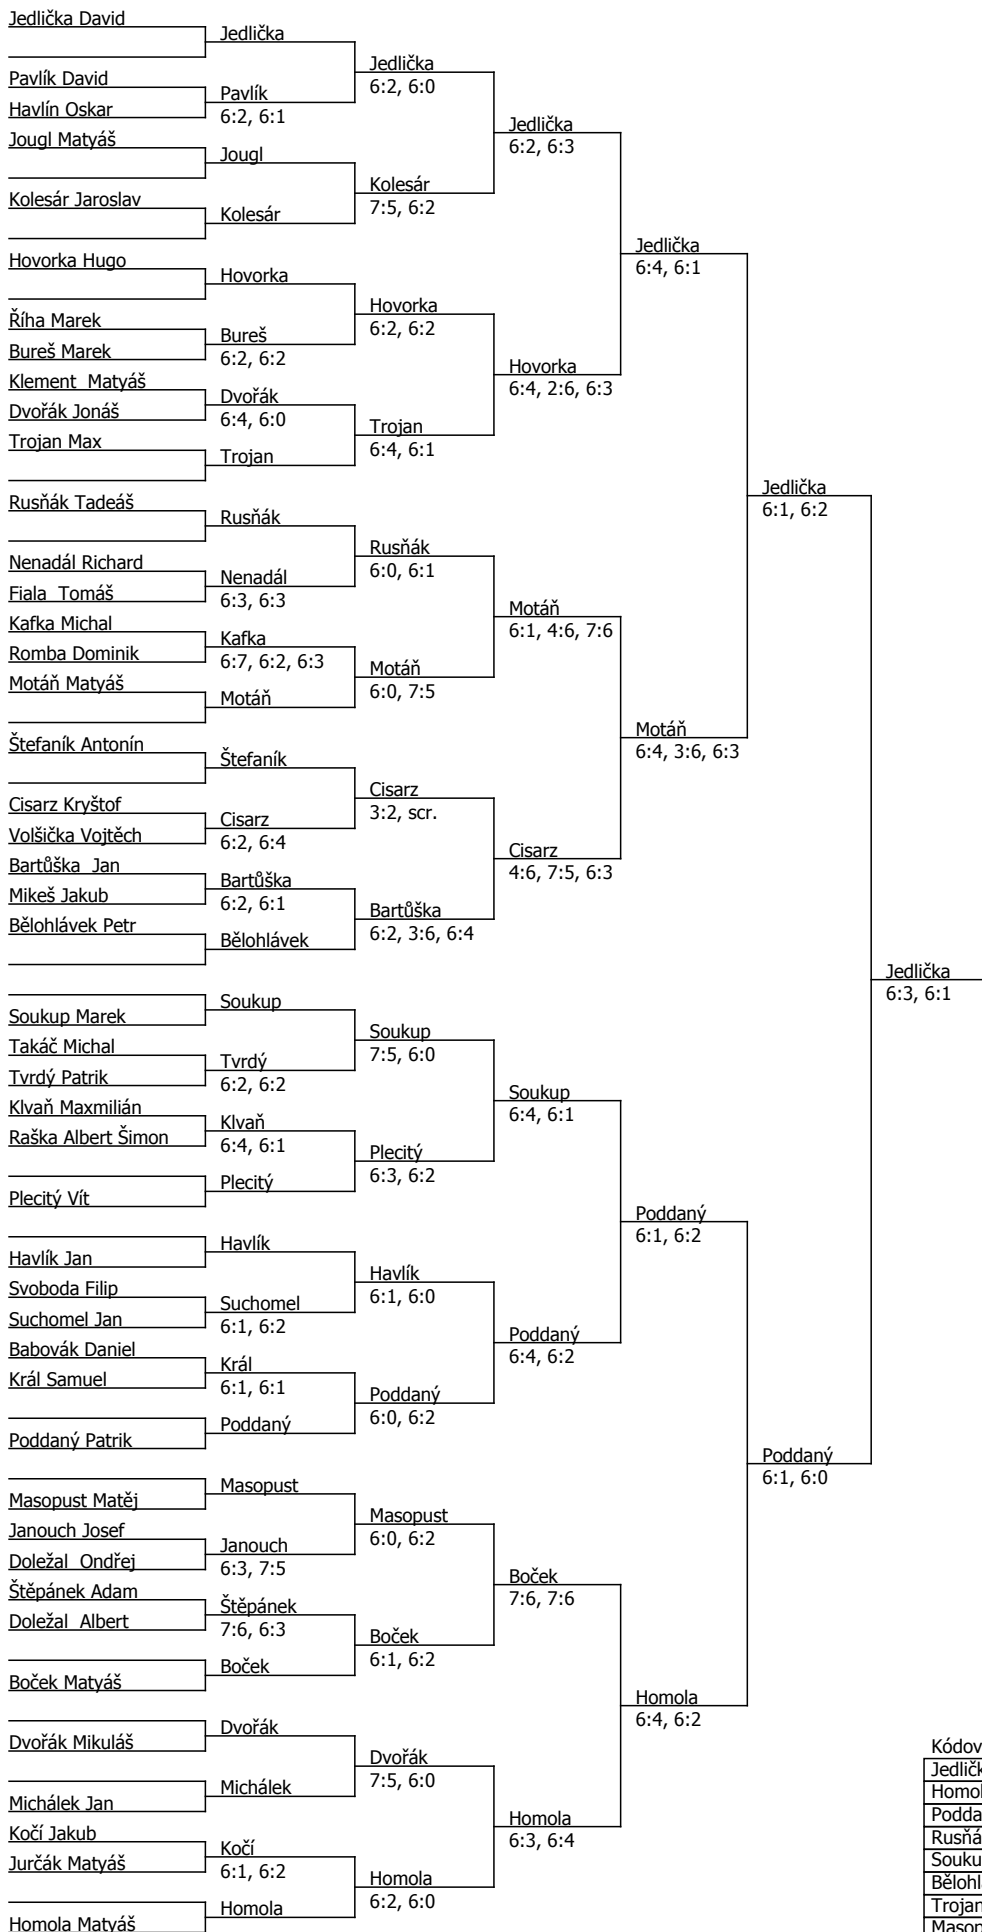 Jedlička David
Jedlička
Jedlička
6:2, 6:0
Pavlík David
Pavlík
6:2, 6:1
Havlín Oskar
Jedlička
6:2, 6:3
Jougl Matyáš
Jougl
Kolesár
7:5, 6:2
Kolesár Jaroslav
Kolesár
Jedlička
6:4, 6:1
Hovorka Hugo
Hovorka
Hovorka
6:2, 6:2
Říha Marek
Bureš
6:2, 6:2
Bureš Marek
Hovorka
6:4, 2:6, 6:3
Klement  Matyáš
Dvořák
6:4, 6:0
Dvořák Jonáš
Trojan
6:4, 6:1
Trojan Max
Trojan
Jedlička
6:1, 6:2
Rusňák Tadeáš
Rusňák
Rusňák
6:0, 6:1
Nenadál Richard
Nenadál
6:3, 6:3
Fiala  Tomáš
Motáň
6:1, 4:6, 7:6
Kafka Michal
Kafka
6:7, 6:2, 6:3
Romba Dominik
Motáň
6:0, 7:5
Motáň Matyáš
Motáň
Motáň
6:4, 3:6, 6:3
Štefaník Antonín
Štefaník
Cisarz
3:2, scr.
Cisarz Kryštof
Cisarz
6:2, 6:4
Volšička Vojtěch
Cisarz
4:6, 7:5, 6:3
Bartůška  Jan
Bartůška
6:2, 6:1
Mikeš Jakub
Bartůška
6:2, 3:6, 6:4
Bělohlávek Petr
Bělohlávek
Jedlička
6:3, 6:1
Soukup
Soukup Marek
Soukup
7:5, 6:0
Takáč Michal
Tvrdý
6:2, 6:2
Tvrdý Patrik
Soukup
6:4, 6:1
Klvaň Maxmilián
Klvaň
6:4, 6:1
Raška Albert Šimon
Plecitý
6:3, 6:2
Plecitý
Plecitý Vít
Poddaný
6:1, 6:2
Havlík
Havlík Jan
Havlík
6:1, 6:0
Svoboda Filip
Suchomel
6:1, 6:2
Suchomel Jan
Poddaný
6:4, 6:2
Babovák Daniel
Král
6:1, 6:1
Král Samuel
Poddaný
6:0, 6:2
Poddaný
Poddaný Patrik
Poddaný
6:1, 6:0
Masopust
Masopust Matěj
Masopust
6:0, 6:2
Janouch Josef
Janouch
6:3, 7:5
Doležal  Ondřej
Boček
7:6, 7:6
Štěpánek Adam
Štěpánek
7:6, 6:3
Doležal  Albert
Boček
6:1, 6:2
Boček
Boček Matyáš
Homola
6:4, 6:2
Dvořák
Dvořák Mikuláš
Dvořák
7:5, 6:0
Michálek
Michálek Jan
Homola
6:3, 6:4
Kočí Jakub
Kočí
6:1, 6:2
Jurčák Matyáš
Homola
6:2, 6:0
Homola
Homola Matyáš
Kódov
Jedličk
Homol
Podda
Rusňá
Souku
Běloh
Trojan
Masop